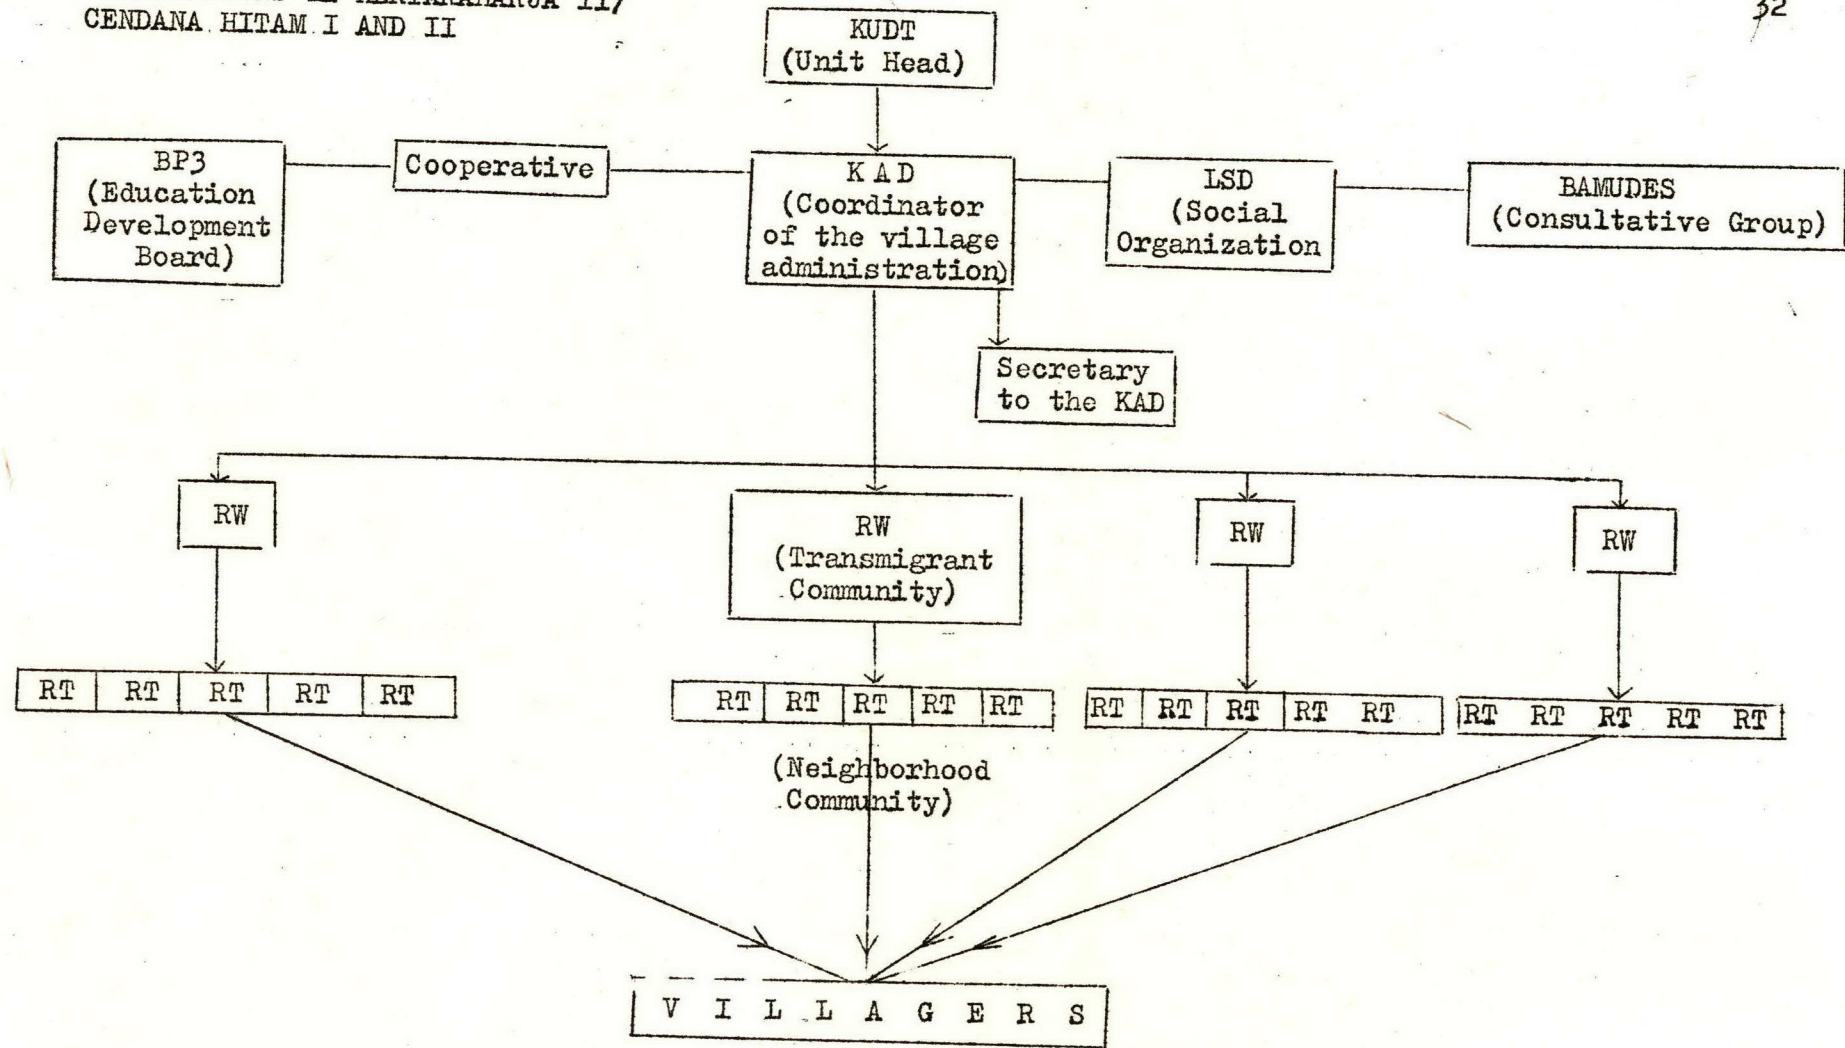 II,
CENDANA HITAM I AND II
32
KUDT
(Unit Head)
BP3
(Education
Development
Board)
Cooperative
K A D
(Coordinator
of the village
administration)
LSD
(Social
Organization
BAMUDES
(Consultative Group)
Secretary
to the KAD
RW
RW
(Transmigrant
Community)
RW
RW
RT RT RT RT RT
RT RT RT RT RT
RT RT RT RT RT
RT RT RT RT RT
(Neighborhood
Community)
V I L L A G E R S